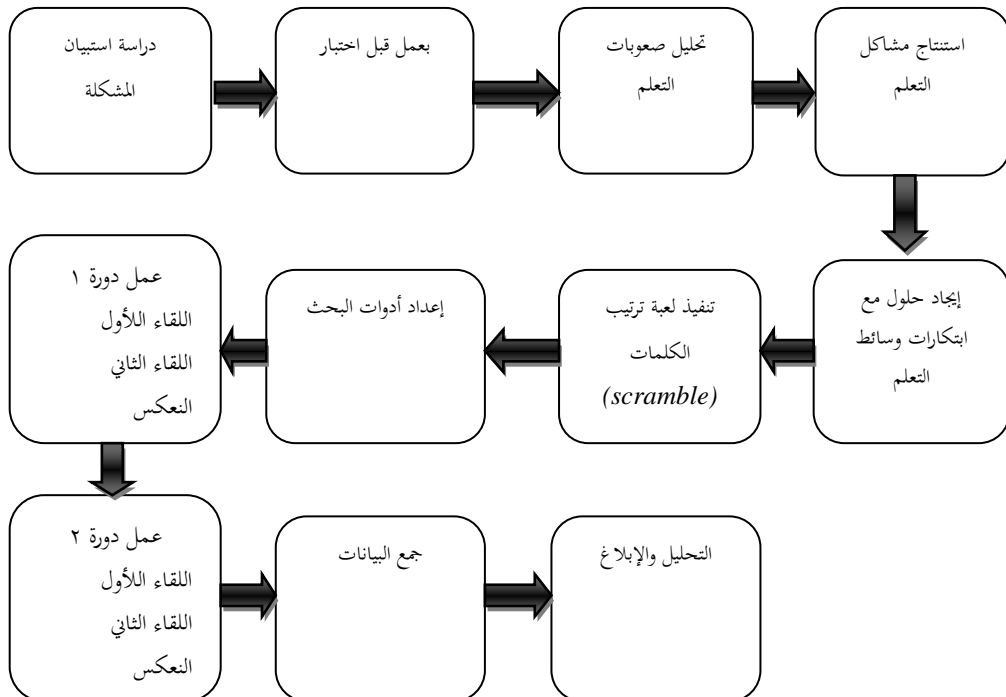 دراسة استبيان
المشكلة
بعمل قبل اختبار
تحليل صعوبات
التعلم
استنتاج مشاكل
التعلم
إيجاد حلول مع
ابتكارات وسائط
التعلم
تنفيذ لعبة ترتيب
الكلمات
(scramble)
إعداد أدوات البحث
عمل دورة ١
اللقاء اللأول
اللقاء الثاني
النعكس
عمل دورة ٢
اللقاء اللأول
اللقاء الثاني
النعكس
جمع البيانات
التحليل والإبلاغ